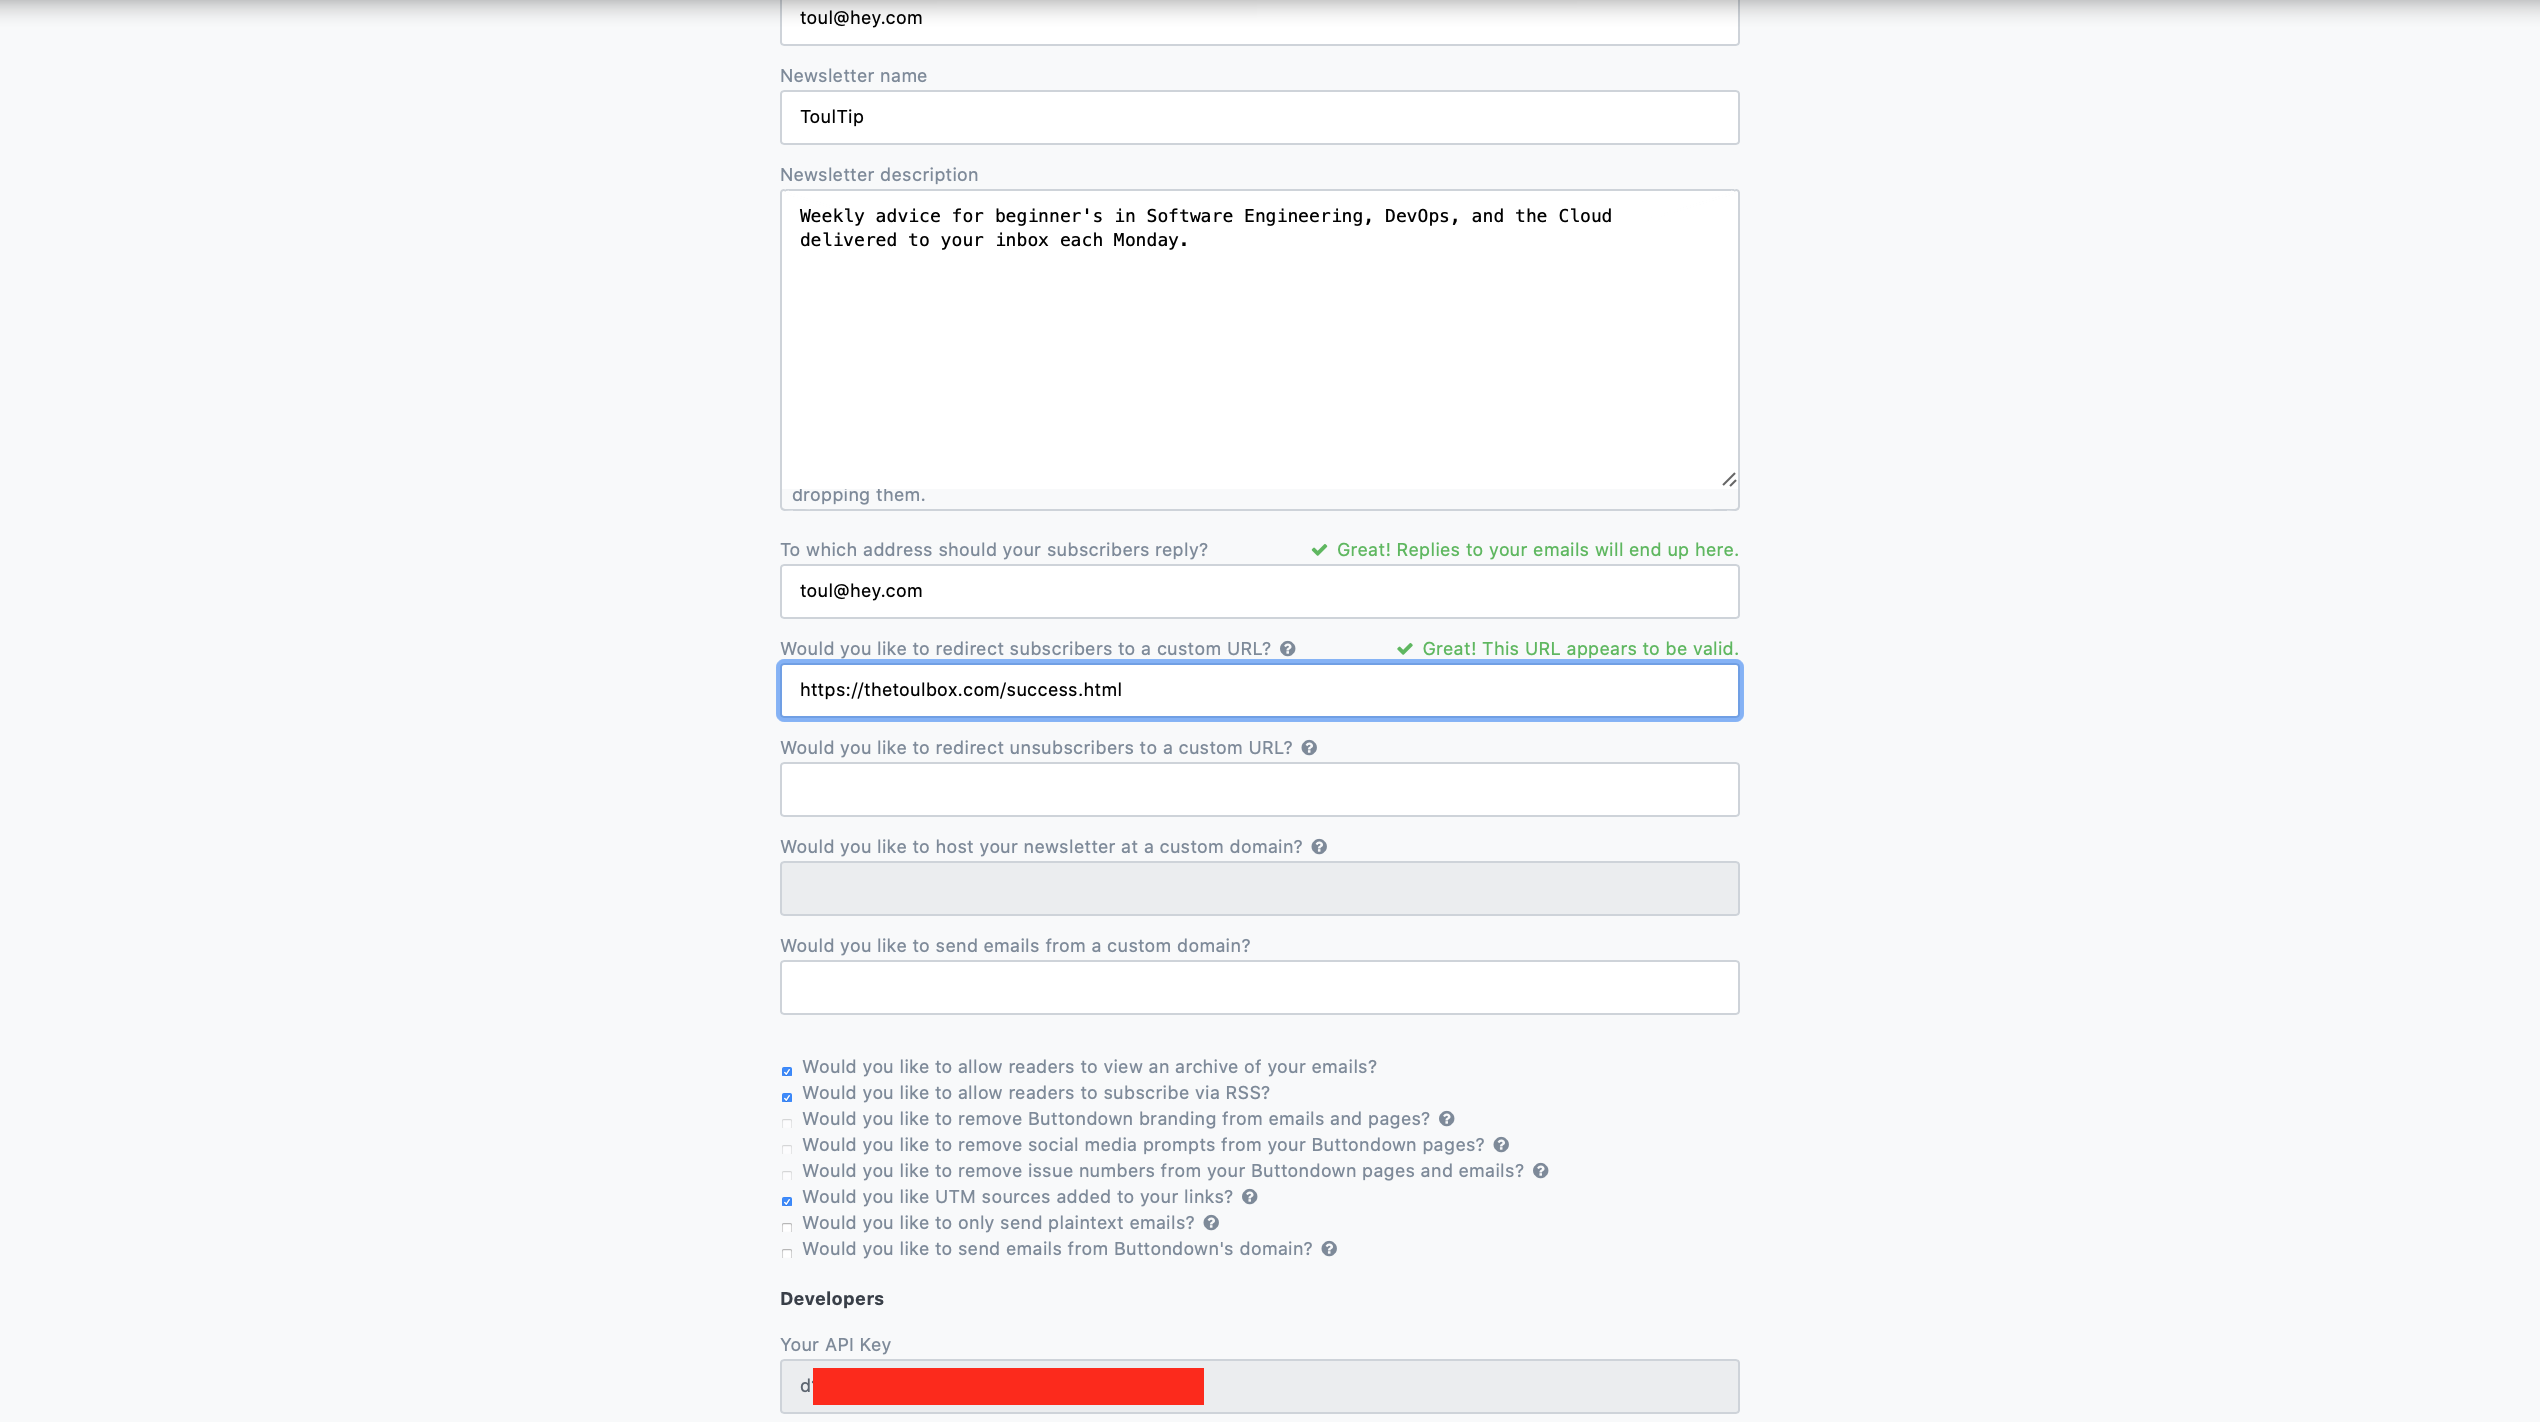 toul@hey.com
Newsletter name
ToulTip
Newsletter description
Weekly advice for beginner's in Software Engineering, DevOps, and the Cloud
delivered to your inbox each Monday.
dropping them.
To which address should your subscribers reply?
Great! Replies to your emails will end up here.
toul@hey.com
Would you like to redirect subscribers to a custom URL?
Great! This URL appears to be valid.
https://thetoulbox.com/success.html
Would you like to redirect unsubscribers to a custom URL?
Would you like to host your newsletter at a custom domain?
Would you like to send emails from a custom domain?
Would you like to allow readers to view an archive of your emails?
Would you like to allow readers to subscribe via RSS?
Would you like to remove Buttondown branding from emails and pages?
Would you like to remove social media prompts from your Buttondown pages?
Would you like to remove issue numbers from your Buttondown pages and emails?
Would you like UTM sources added to your links?
Would you like to only send plaintext emails?
Would you like to send emails from Buttondown's domain?
Developers
Your API Key